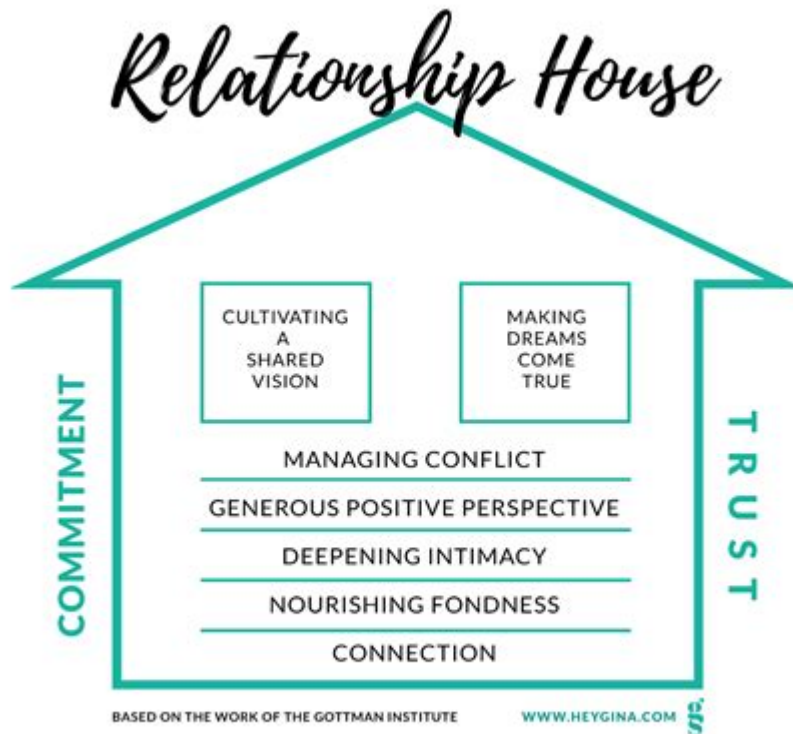 Relationship House
CULTIVATING
A
SHARED
VISION
MAKING
DREAMS
COME
TRUE
COMMITMENT
TRUST
MANAGING CONFLICT
GENEROUS POSITIVE PERSPECTIVE
DEEPENING INTIMACY
NOURISHING FONDNESS
CONNECTION
BASED ON THE WORK OF THE GOTTMAN INSTITUTE
WWW.HEYGINA.COM